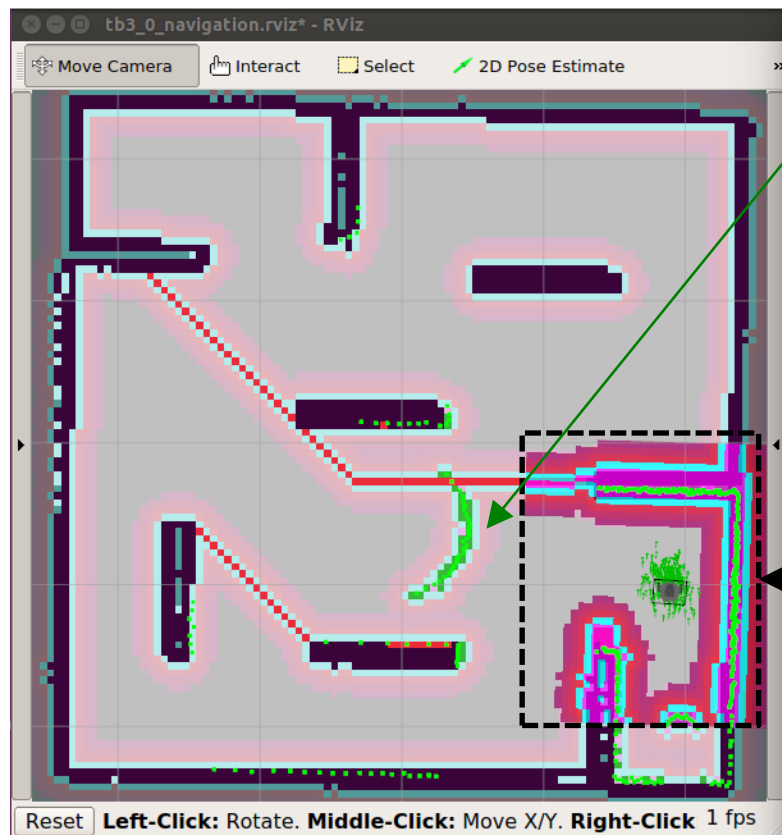 tb3_0_navigation.rviz* - RViz
Move Camera Interact Select 2D Pose Estimate »
Reset Left-Click: Rotate. Middle-Click: Move X/Y. Right-Click 1 fps